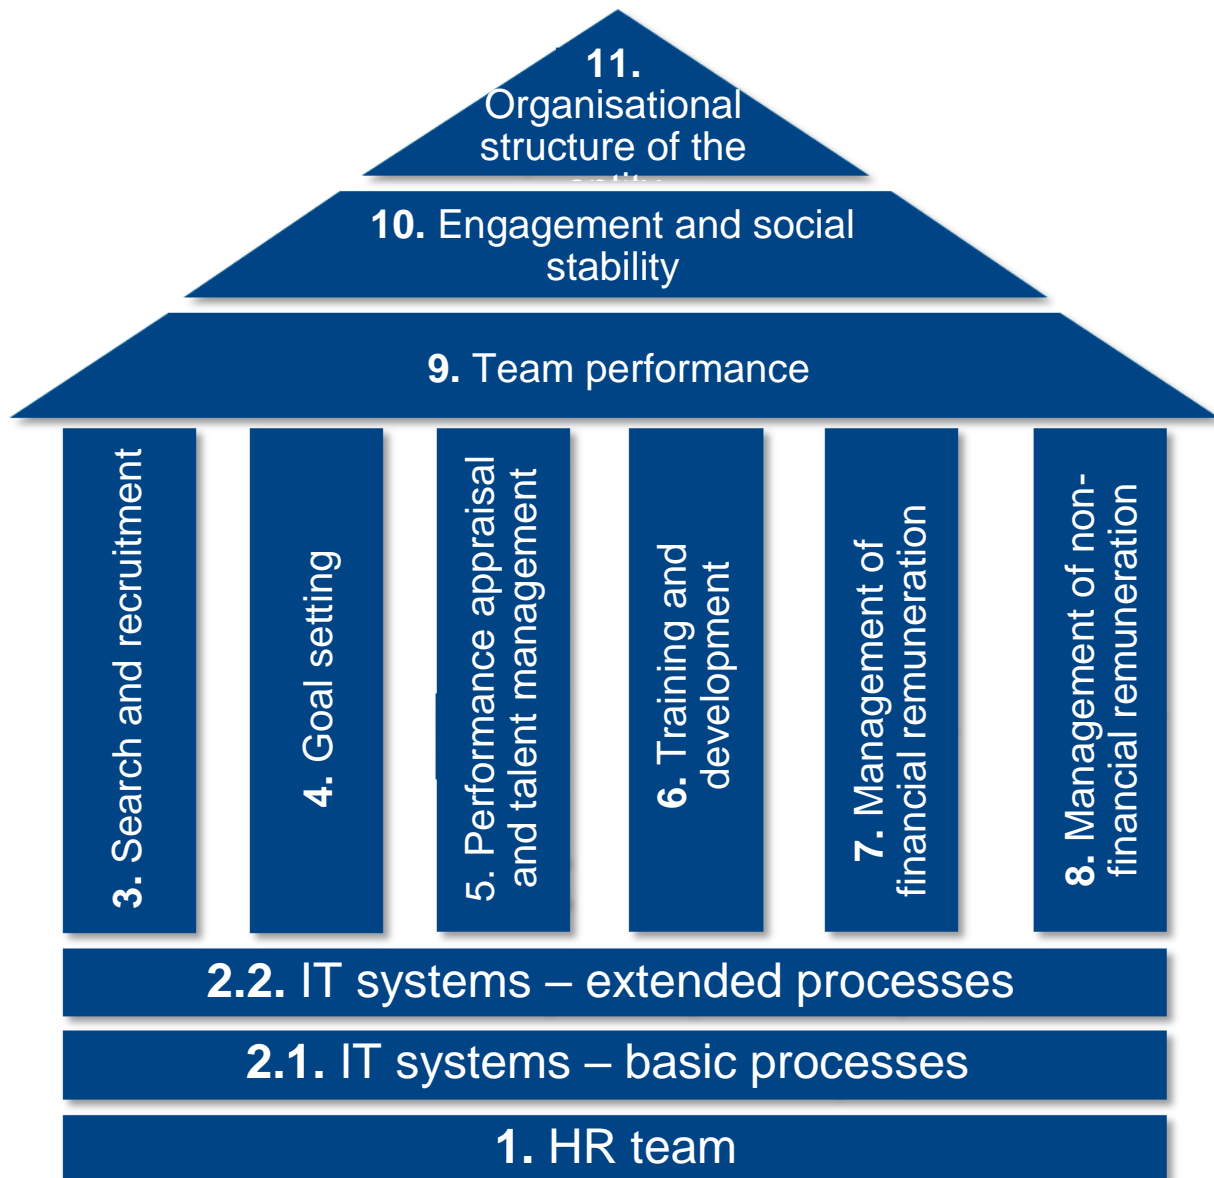 11.
Organisational
structure of the
entity
10. Engagement and social
stability
9. Team performance
3. Search and recruitment
4. Goal setting
5. Performance appraisal
and talent management
6. Training and
development
7. Management of
financial remuneration
8. Management of non-
financial remuneration
2.2. IT systems – extended processes
2.1. IT systems – basic processes
1. HR team